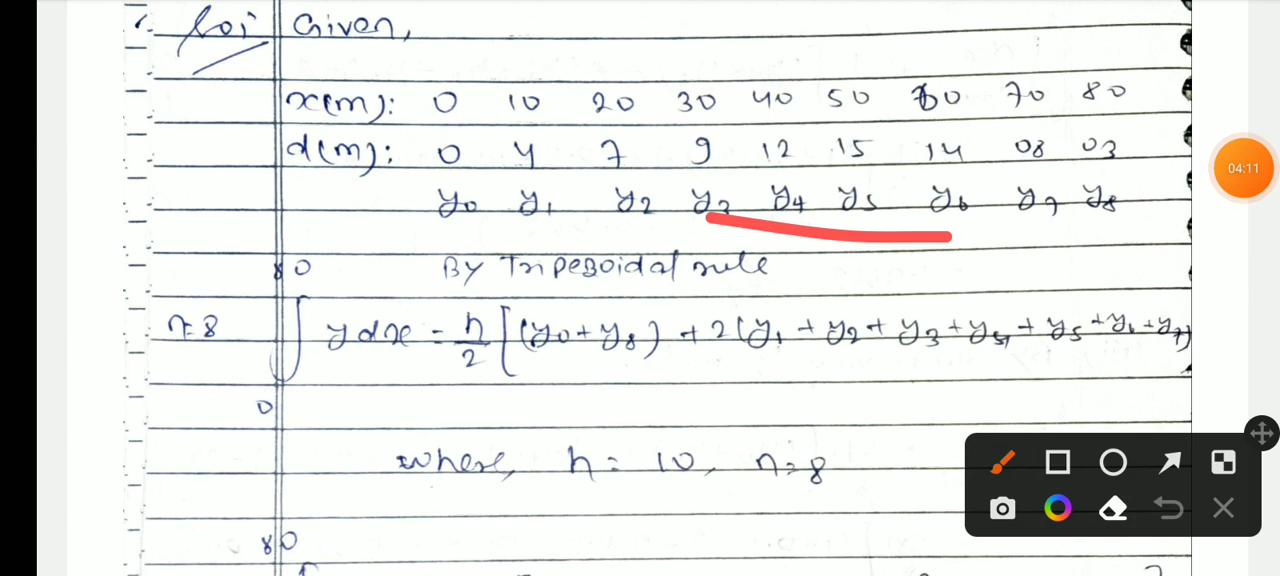 Soln Given,
x(m): 0 10 20 30 40 50 60 70 80
d(m): 0 4 7 9 12 15 14 08 03
y0 y1 y2 y3 y4 y5 y6 y7 y8
By Tripezoidal rule
n=8 ∫ 80 0 y dx = h/2 [(y0+y8) + 2(y1+y2+y3+y4+y5+y6+y7)
where, h = 10, n=8
80
04:11